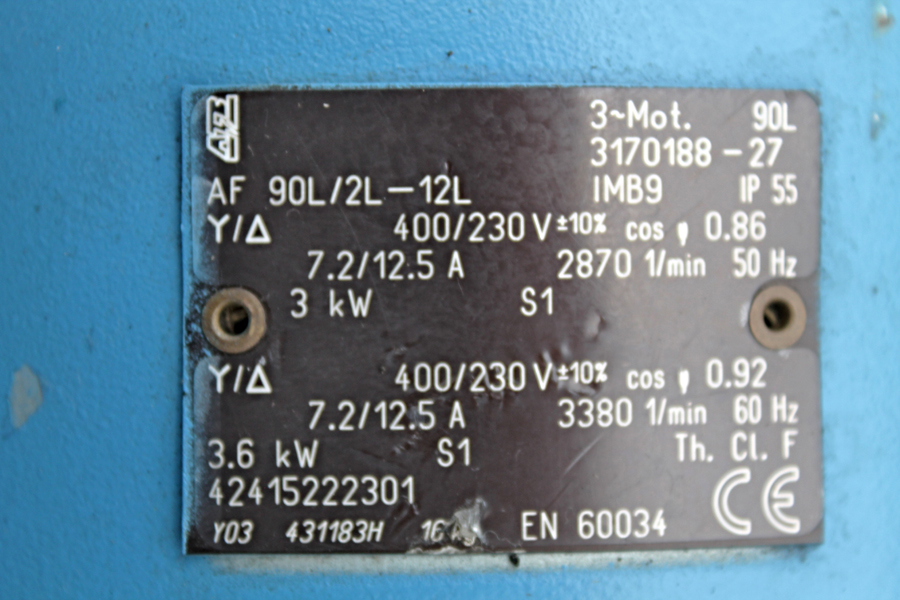 3~Mot. 90L
3170188-27
AF 90L/2L-12L IMB9 IP 55
Y/Δ 400/230 V ±10% cos φ 0.86
7.2/12.5 A 2870 1/min 50 Hz
3 kW S1
Y/Δ 400/230 V ±10% cos φ 0.92
7.2/12.5 A 3380 1/min 60 Hz
3.6 kW S1 Th. Cl. F
42415222301 CE
Y03 431183H 16 kg EN 60034